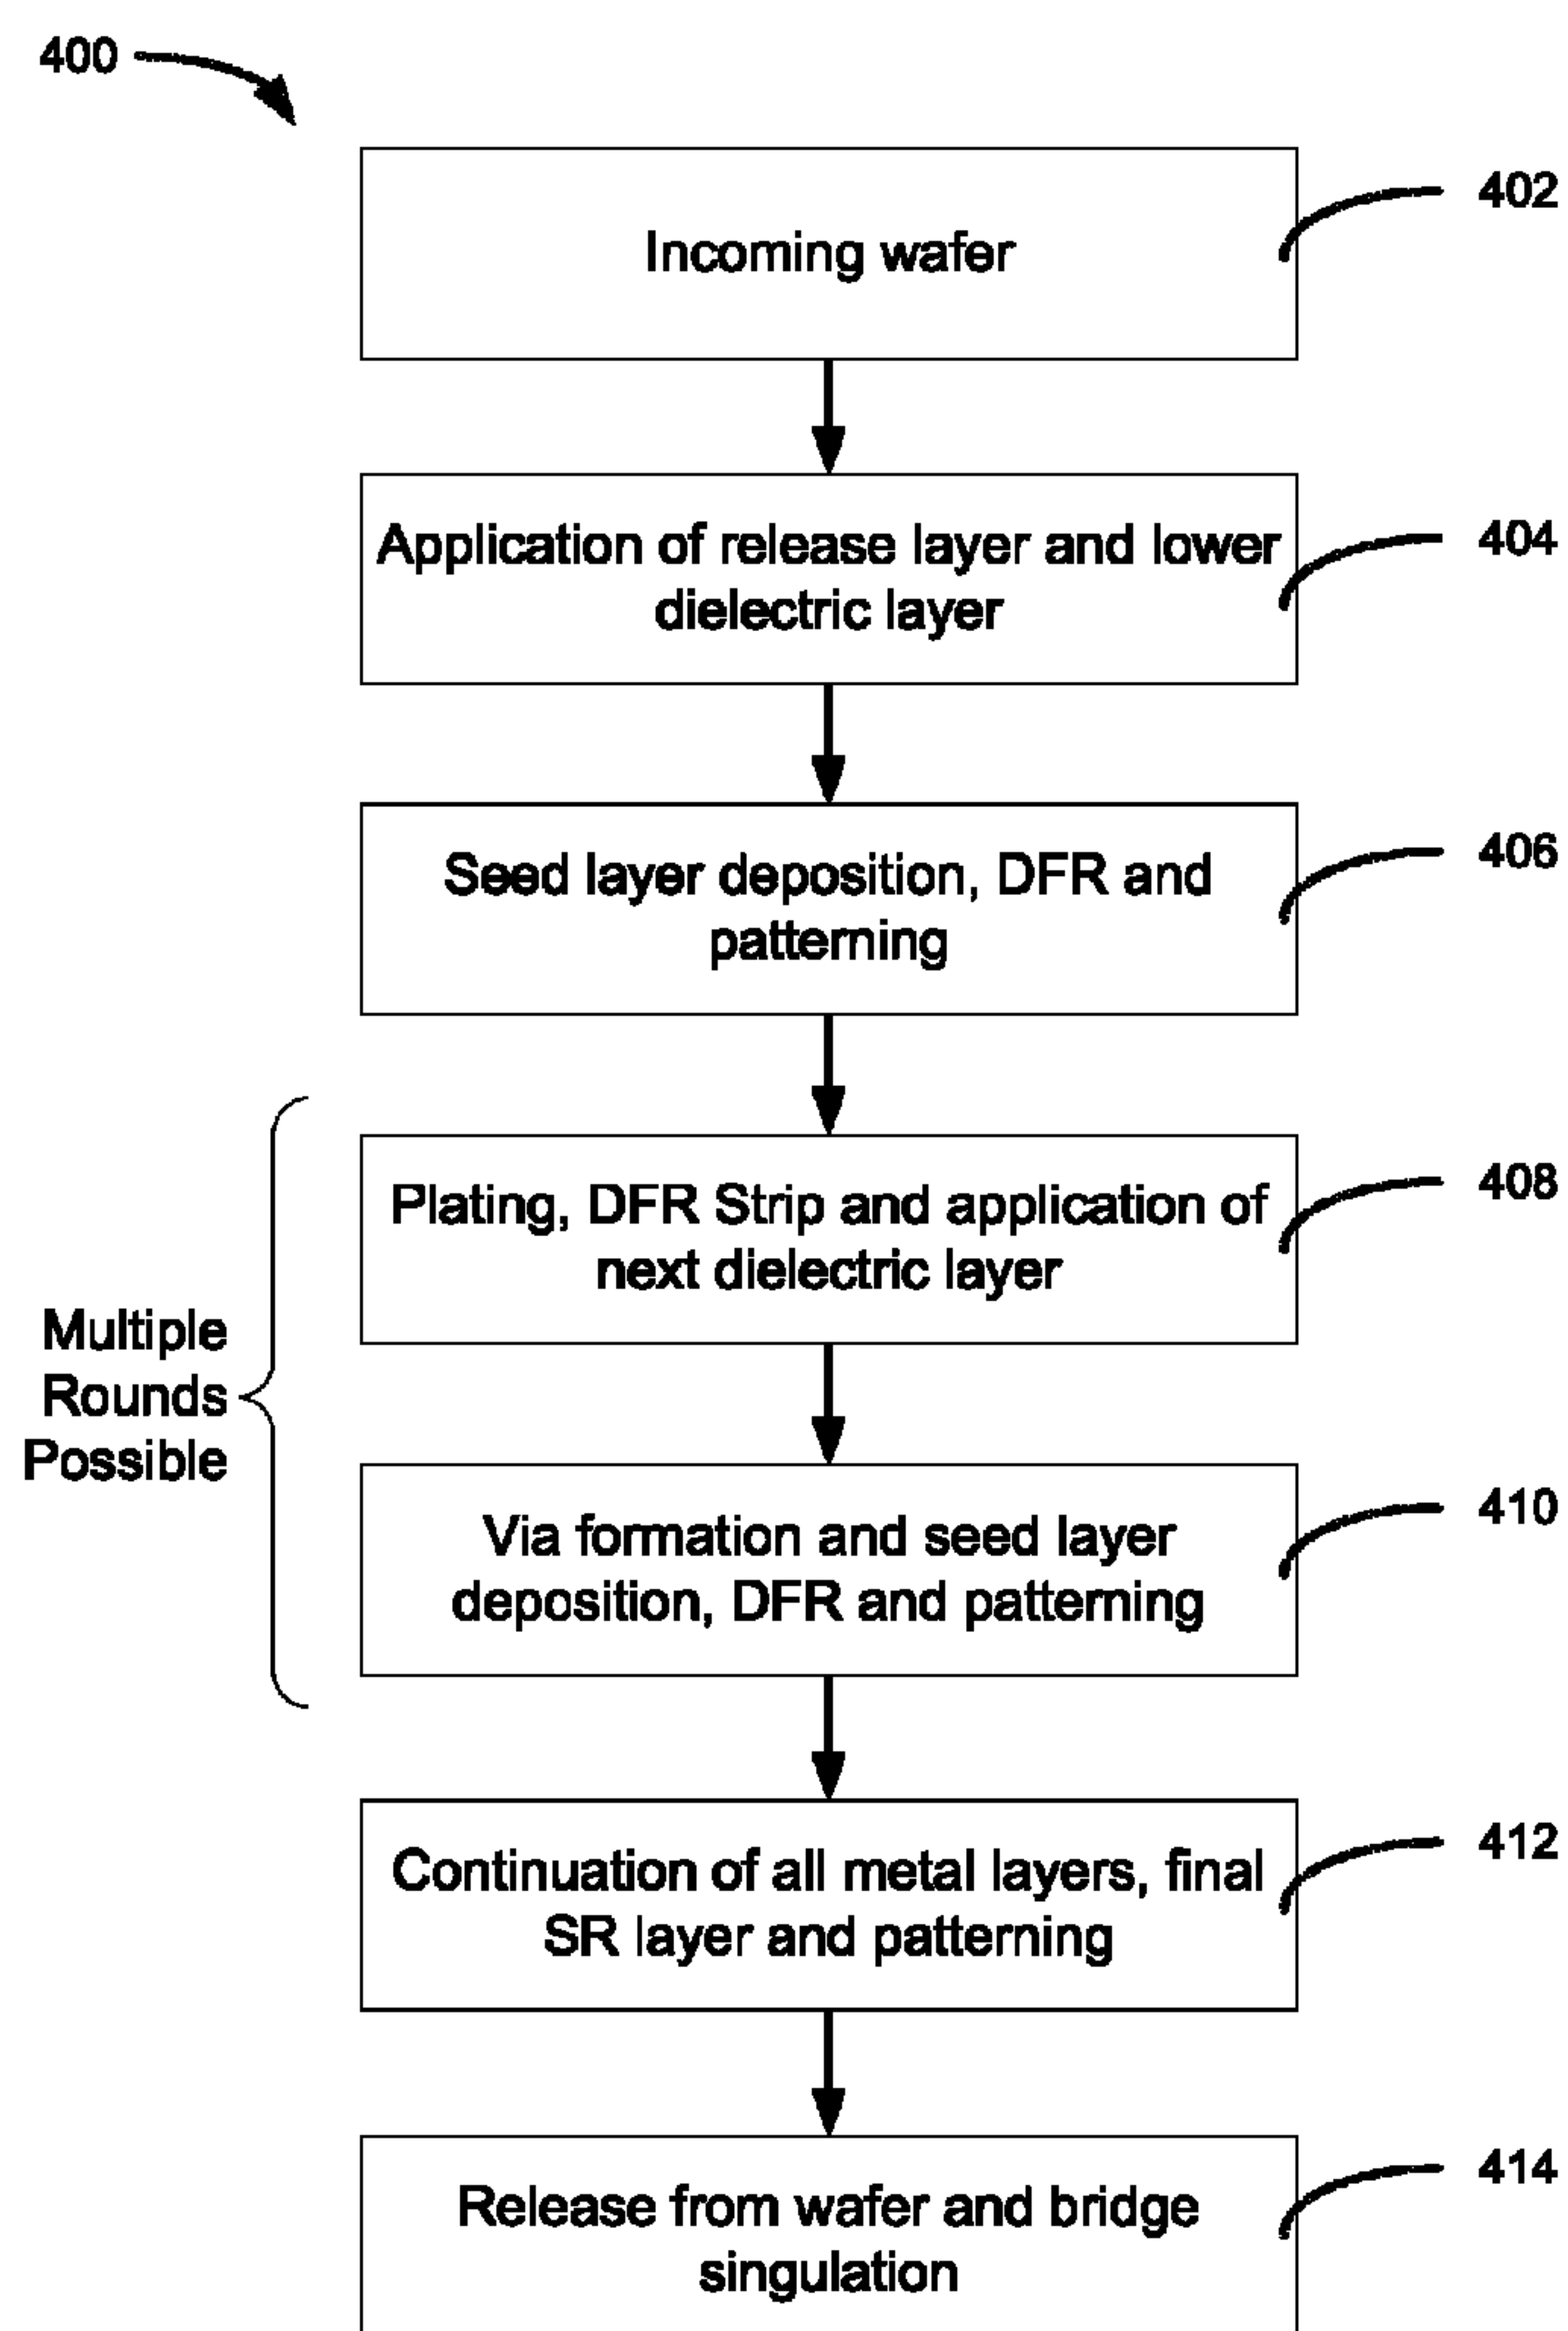 400
Incoming wafer
402
Application of release layer and lower
dielectric layer
404
Seed layer deposition, DFR and
patterning
406
Plating, DFR Strip and application of
next dielectric layer
408
Multiple
Rounds
Possible
Via formation and seed layer
deposition, DFR and patterning
410
Continuation of all metal layers, final
SR layer and patterning
412
Release from wafer and bridge
singulation
414